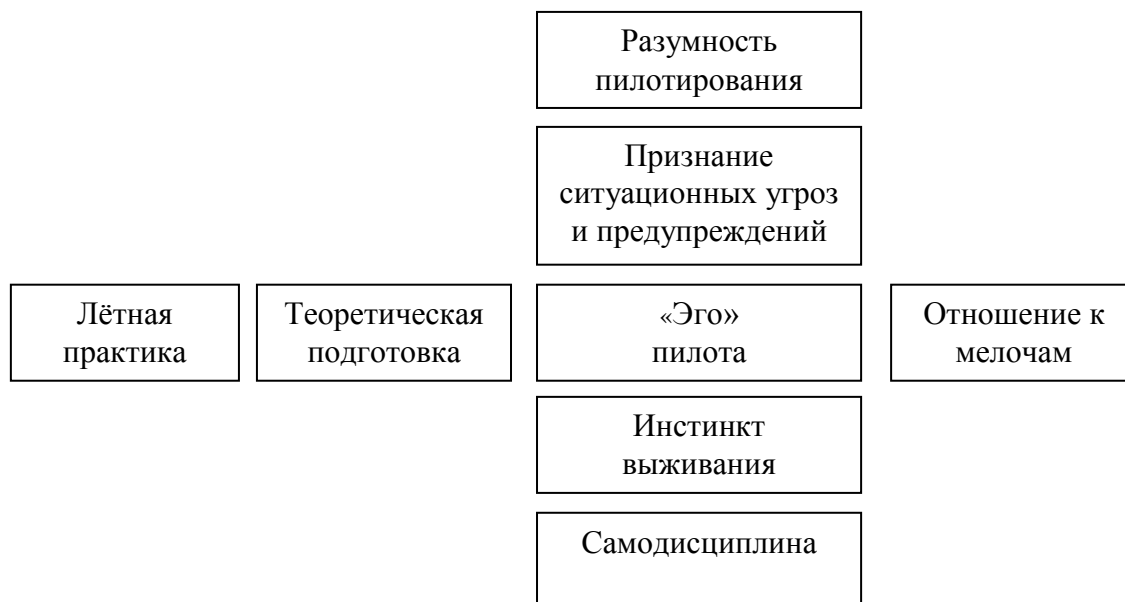 Разумность
пилотирования
Признание
ситуационных угроз
и предупреждений
Лётная
практика
Теоретическая
подготовка
«Эго»
пилота
Отношение к
мелочам
Инстинкт
выживания
Самодисциплина